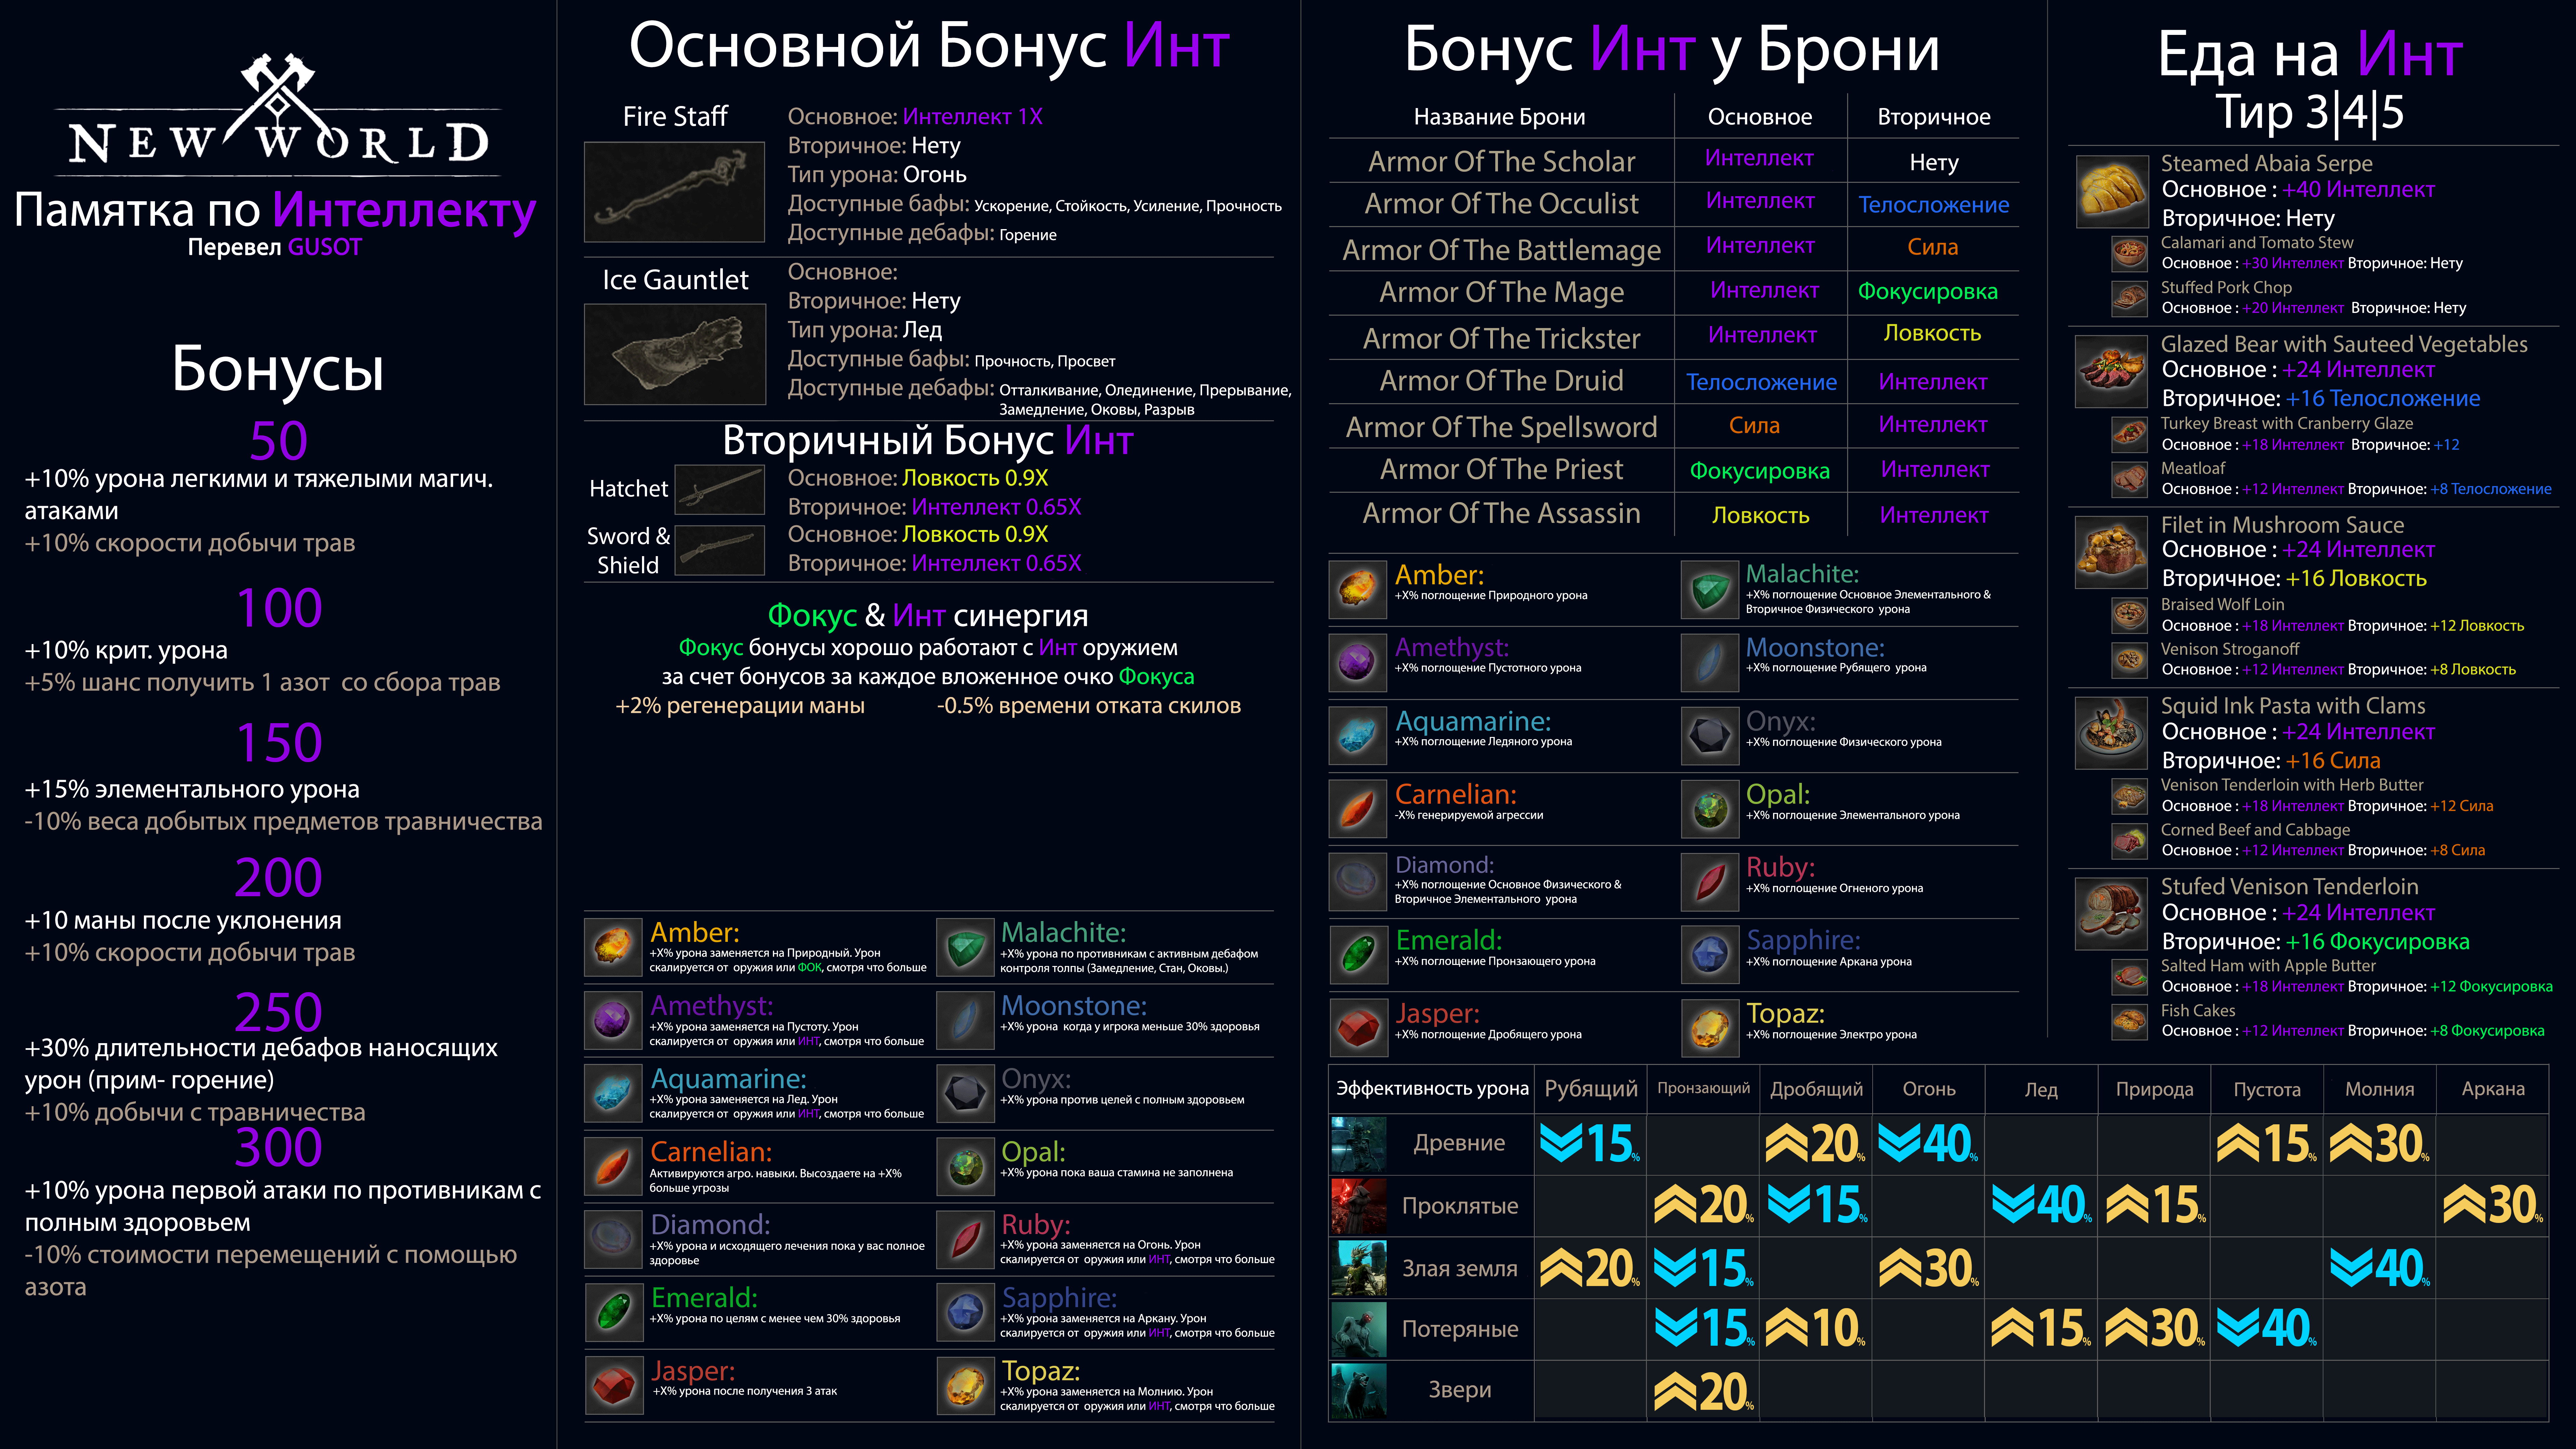 NEW WORLD
Памятка по Интеллекту
Перевел GUSOT
Бонусы
50
+10% урона легкими и тяжелыми магич.
атаками
+10% скорости добычи трав
100
+10% крит. урона
+5% шанс получить 1 азот со сбора трав
150
+15% элементального урона
-10% веса добытых предметов травничества
200
+10 маны после уклонения
+10% скорости добычи трав
250
+30% длительности дебафов наносящих
урон (прим- горение)
+10% добычи с травничества
300
+10% урона первой атаки по противникам с
полным здоровьем
-10% стоимости перемещений с помощью
азота
Основной Бонус Инт
Fire Staff
Основное: Интеллект 1X
Вторичное: Нету
Тип урона: Огонь
Доступные бафы: Ускорение, Стойкость, Усиление, Прочность
Доступные дебафы: Горение
Ice Gauntlet
Основное:
Вторичное: Нету
Тип урона: Лед
Доступные бафы: Прочность, Просвет
Доступные дебафы: Отталкивание, Олединение, Прерывание,
Замедление, Оковы, Разрыв
Вторичный Бонус Инт
Hatchet
Основное: Ловкость 0.9X
Вторичное: Интеллект 0.65X
Sword &
Shield
Основное: Ловкость 0.9X
Вторичное: Интеллект 0.65X
Фокус & Инт синергия
Фокус бонусы хорошо работают с Инт оружием
за счет бонусов за каждое вложенное очко Фокуса
+2% регенерации маны -0.5% времени отката скилов
Amber:
+X% урона заменяется на Природный. Урон
скалируется от оружия или ФОК, смотря что больше
Malachite:
+X% урона по противникам с активным дебафом
контроля толпы (Замедление, Стан, Оковы.)
Amethyst:
+X% урона заменяется на Пустоту. Урон
скалируется от оружия или ИНТ, смотря что больше
Moonstone:
+X% урона когда у игрока меньше 30% здоровья
Aquamarine:
+X% урона заменяется на Лед. Урон
скалируется от оружия или ИНТ, смотря что больше
Onyx:
+X% урона против целей с полным здоровьем
Carnelian:
Активируются агро. навыки. Высоздаете на +X%
больше угрозы
Opal:
+X% урона пока ваша стамина не заполнена
Diamond:
+X% урона и исходящего лечения пока у вас полное
здоровье
Ruby:
+X% урона заменяется на Огонь. Урон
скалируется от оружия или ИНТ, смотря что больше
Emerald:
+X% урона по целям с менее чем 30% здоровья
Sapphire:
+X% урона заменяется на Аркану. Урон
скалируется от оружия или ИНТ, смотря что больше
Jasper:
+X% урона после получения 3 атак
Topaz:
+X% урона заменяется на Молнию. Урон
скалируется от оружия или ИНТ, смотря что больше
Бонус Инт у Брони
Название Брони Основное Вторичное
Armor Of The Scholar Интеллект Нету
Armor Of The Occulist Интеллект Телосложение
Armor Of The Battlemage Интеллект Сила
Armor Of The Mage Интеллект Фокусировка
Armor Of The Trickster Интеллект Ловкость
Armor Of The Druid Телосложение Интеллект
Armor Of The Spellsword Сила Интеллект
Armor Of The Priest Фокусировка Интеллект
Armor Of The Assassin Ловкость Интеллект
Amber:
+X% поглощение Природного урона
Malachite:
+X% поглощение Основное Элементального &
Вторичное Физического урона
Amethyst:
+X% поглощение Пустотного урона
Moonstone:
+X% поглощение Рубящего урона
Aquamarine:
+X% поглощение Ледяного урона
Onyx:
+X% поглощение Физического урона
Carnelian:
-X% генерируемой агрессии
Opal:
+X% поглощение Элементального урона
Diamond:
+X% поглощение Основное Физического &
Вторичное Элементального урона
Ruby:
+X% поглощение Огненого урона
Emerald:
+X% поглощение Пронзающего урона
Sapphire:
+X% поглощение Аркана урона
Jasper:
+X% поглощение Дробящего урона
Topaz:
+X% поглощение Электро урона
Еда на Инт
Тир 3|4|5
Steamed Abaia Serpe
Основное : +40 Интеллект
Вторичное: Нету
Calamari and Tomato Stew
Основное : +30 Интеллект Вторичное: Нету
Stuffed Pork Chop
Основное : +20 Интеллект Вторичное: Нету
Glazed Bear with Sauteed Vegetables
Основное : +24 Интеллект
Вторичное: +16 Телосложение
Turkey Breast with Cranberry Glaze
Основное : +18 Интеллект Вторичное: +12
Meatloaf
Основное : +12 Интеллект Вторичное: +8 Телосложение
Filet in Mushroom Sauce
Основное : +24 Интеллект
Вторичное: +16 Ловкость
Braised Wolf Loin
Основное : +18 Интеллект Вторичное: +12 Ловкость
Venison Stroganoff
Основное : +12 Интеллект Вторичное: +8 Ловкость
Squid Ink Pasta with Clams
Основное : +24 Интеллект
Вторичное: +16 Сила
Venison Tenderloin with Herb Butter
Основное : +18 Интеллект Вторичное: +12 Сила
Corned Beef and Cabbage
Основное : +12 Интеллект Вторичное: +8 Сила
Stufed Venison Tenderloin
Основное : +24 Интеллект
Вторичное: +16 Фокусировка
Salted Ham with Apple Butter
Основное : +18 Интеллект Вторичное: +12 Фокусировка
Fish Cakes
Основное : +12 Интеллект Вторичное: +8 Фокусировка
Эффективность урона Рубящий Пронзающий Дробящий Огонь Лед Природа Пустота Молния Аркана
Древние 15% 20% 40% 15% 30%
Проклятые 20% 15% 40% 15% 30%
Злая земля 20% 15% 30% 40%
Потеряные 15% 10% 15% 30% 40%
Звери 20%